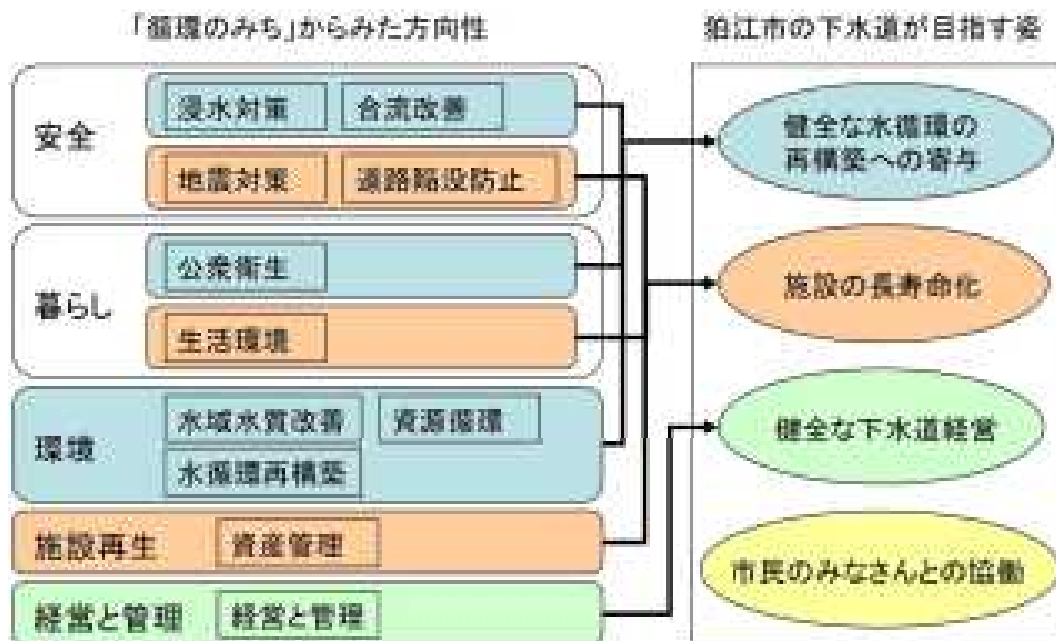 「循環のみち」からみた方向性
狛江市の下水道が目指す姿
安全
浸水対策
合流改善
地震対策
道路陥没防止
暮らし
公衆衛生
生活環境
環境
水域水質改善
資源循環
水循環再構築
施設再生
資産管理
経営と管理
経営と管理
健全な水循環の
再構築への寄与
施設の長寿命化
健全な下水道経営
市民のみなさんとの協働